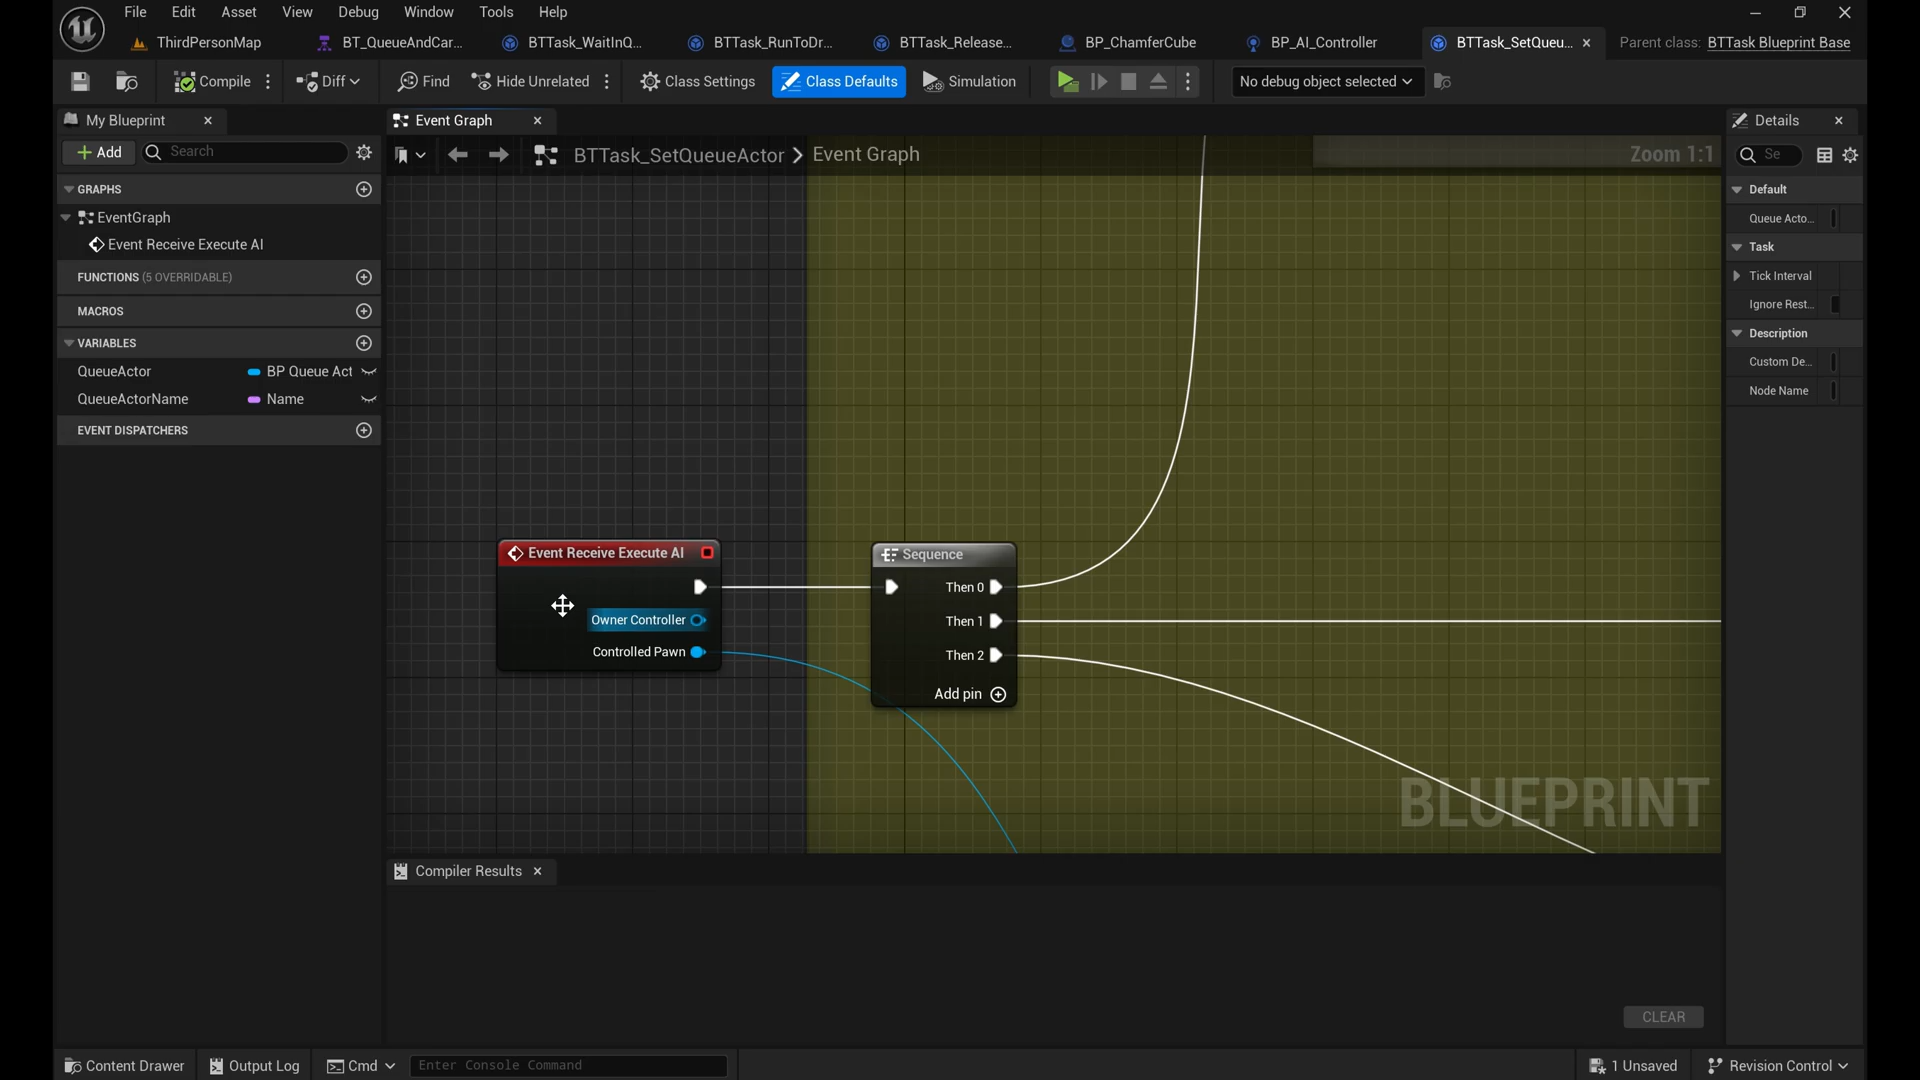 File Edit Asset View Debug Window Tools Help
ThirdPersonMap BT_QueueAndCar... BTTask_WaitInQ... BTTask_RunToDr... BTTask_Release... BP_ChamferCube BP_AI_Controller BTTask_SetQueu... Parent class: BTTask Blueprint Base
Compile Diff Find Hide Unrelated Class Settings Class Defaults Simulation No debug object selected
My Blueprint Event Graph Details
Add Search BTTask_SetQueueActor > Event Graph Zoom 1:1 Se
GRAPHS
EventGraph
Event Receive Execute AI
FUNCTIONS (5 OVERRIDABLE)
MACROS
VARIABLES
QueueActor BP Queue Act
QueueActorName Name
EVENT DISPATCHERS
Event Receive Execute AI
Owner Controller
Controlled Pawn
Sequence
Then 0
Then 1
Then 2
Add pin
BLUEPRINT
Default
Queue Acto...
Task
Tick Interval
Ignore Rest...
Description
Custom De...
Node Name
Compiler Results
CLEAR
Content Drawer Output Log Cmd Enter Console Command 1 Unsaved Revision Control